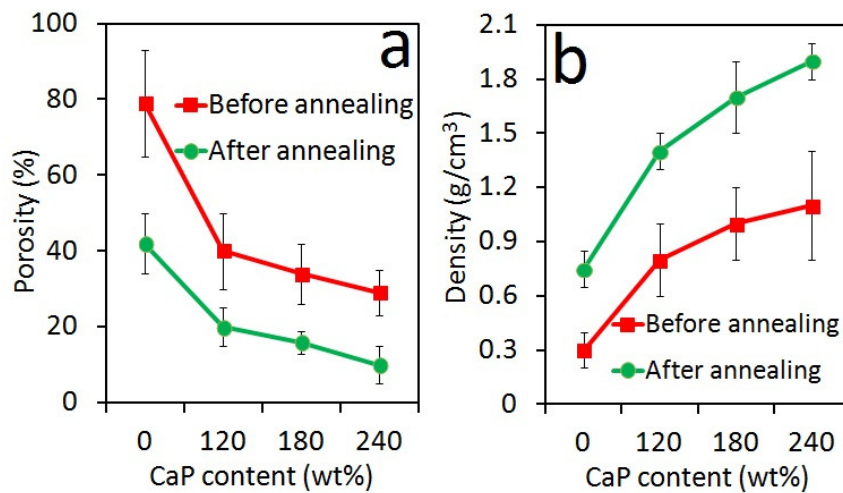 a
100
80
60
40
20
0
Porosity (%)
Before annealing
After annealing
0 120 180 240
CaP content (wt%)
b
2.1
1.8
1.5
1.2
0.9
0.6
0.3
0
Density (g/cm³)
Before annealing
After annealing
0 120 180 240
CaP content (wt%)